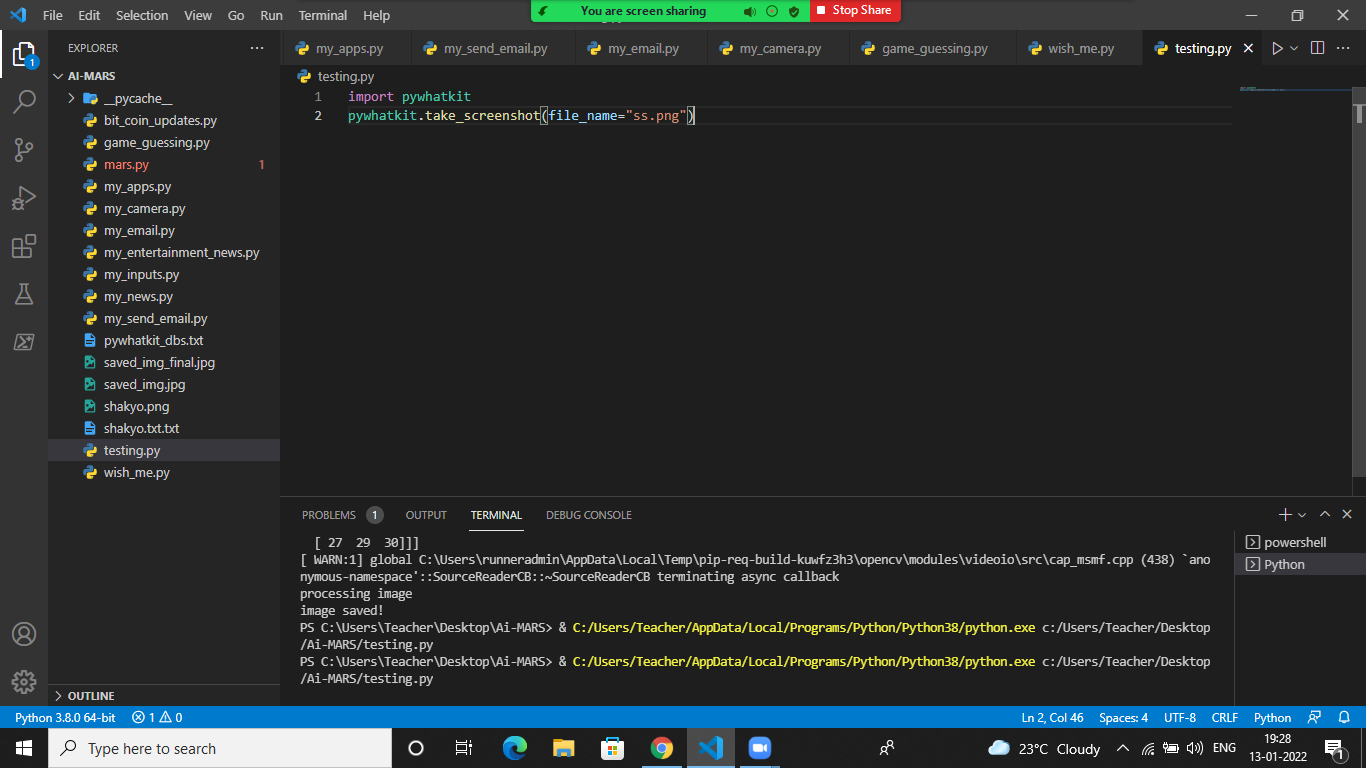 File Edit Selection View Go Run Terminal Help
You are screen sharing Stop Share
EXPLORER
my_apps.py my_send_email.py my_email.py my_camera.py game_guessing.py wish_me.py testing.py
AI-MARS
testing.py
__pycache__
bit_coin_updates.py
game_guessing.py
mars.py 1
my_apps.py
my_camera.py
my_email.py
my_entertainment_news.py
my_inputs.py
my_news.py
my_send_email.py
pywhatkit_dbs.txt
saved_img_final.jpg
saved_img.jpg
shakyo.png
shakyo.txt.txt
testing.py
wish_me.py
OUTLINE
1 import pywhatkit
2 pywhatkit.take_screenshot(file_name="ss.png")
PROBLEMS 1 OUTPUT TERMINAL DEBUG CONSOLE
[ 27 29 30]]]
[ WARN:1] global C:\Users\runneradmin\AppData\Local\Temp\pip-req-build-kuwfz3h3\opencv\modules\videoio\src\cap_msmf.cpp (438) `ano
nymous-namespace'::SourceReaderCB::~SourceReaderCB terminating async callback
processing image
image saved!
PS C:\Users\Teacher\Desktop\Ai-MARS> & C:/Users/Teacher/AppData/Local/Programs/Python/Python38/python.exe c:/Users/Teacher/Desktop
/Ai-MARS/testing.py
PS C:\Users\Teacher\Desktop\Ai-MARS> & C:/Users/Teacher/AppData/Local/Programs/Python/Python38/python.exe c:/Users/Teacher/Desktop
/Ai-MARS/testing.py
powershell
Python
1
Python 3.8.0 64-bit 1 0 Ln 2, Col 46 Spaces: 4 UTF-8 CRLF Python
Type here to search
23°C Cloudy ENG
19:28
13-01-2022
1